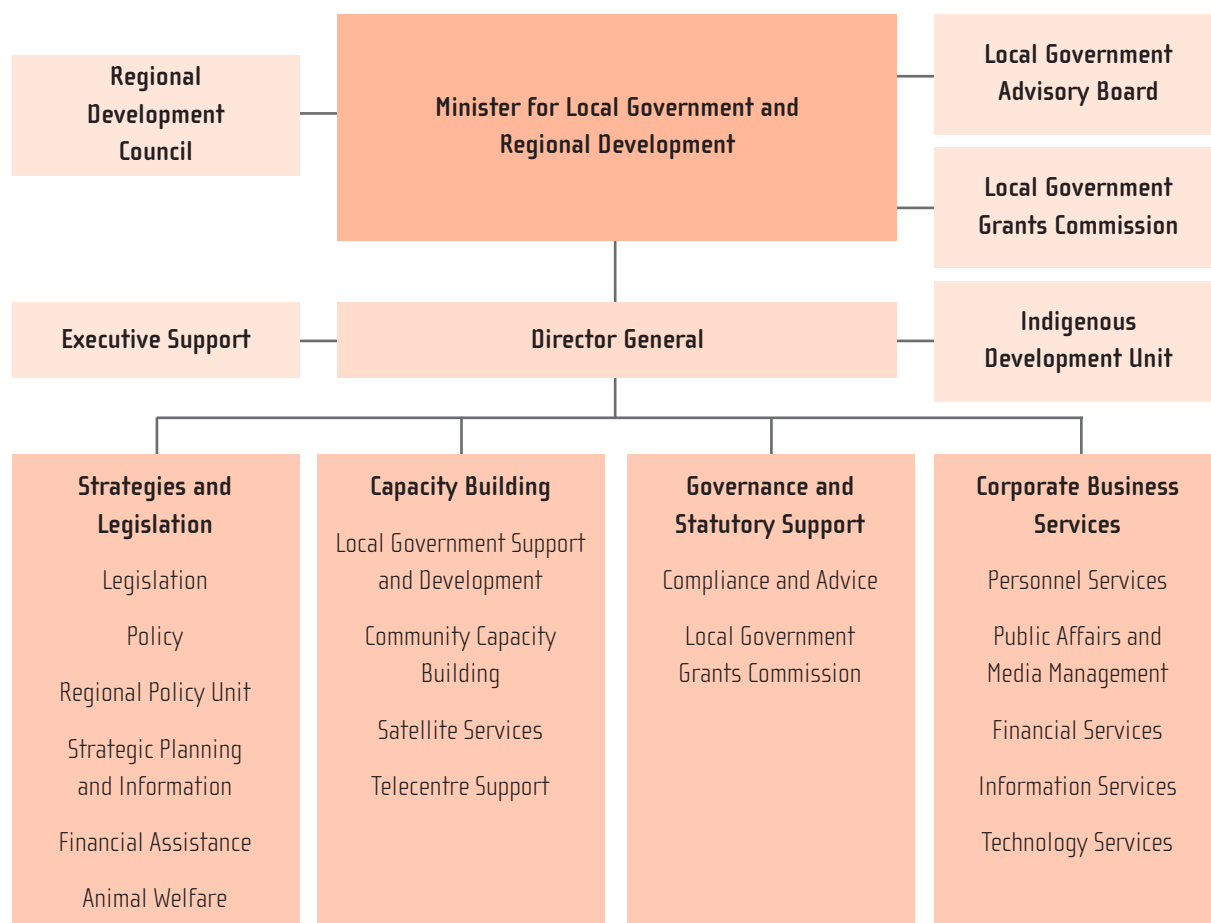 Regional
Development
Council
Minister for Local Government and
Regional Development
Local Government
Advisory Board
Local Government
Grants Commission
Executive Support
Director General
Indigenous
Development Unit
Strategies and
Legislation
Legislation
Policy
Regional Policy Unit
Strategic Planning
and Information
Financial Assistance
Animal Welfare
Capacity Building
Local Government Support
and Development
Community Capacity
Building
Satellite Services
Telecentre Support
Governance and
Statutory Support
Compliance and Advice
Local Government
Grants Commission
Corporate Business
Services
Personnel Services
Public Affairs and
Media Management
Financial Services
Information Services
Technology Services